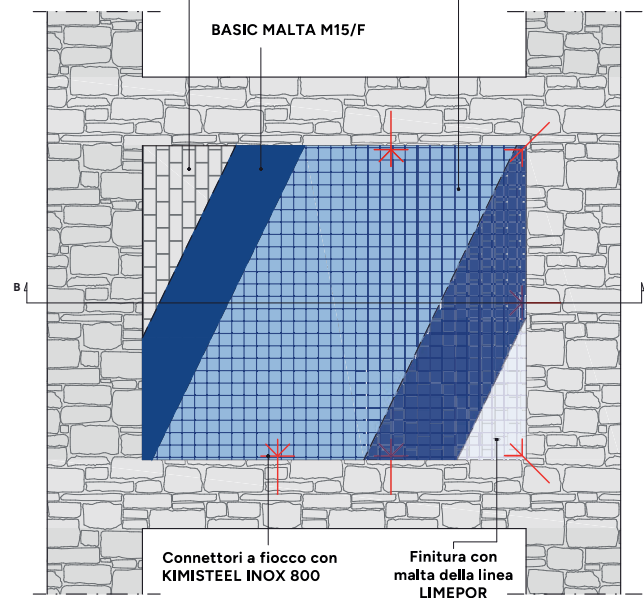 BASIC MALTA M15/F
B
Connettori a fiocco con
KIMISTEEL INOX 800
Finitura con
malta della linea
LIMEPOR